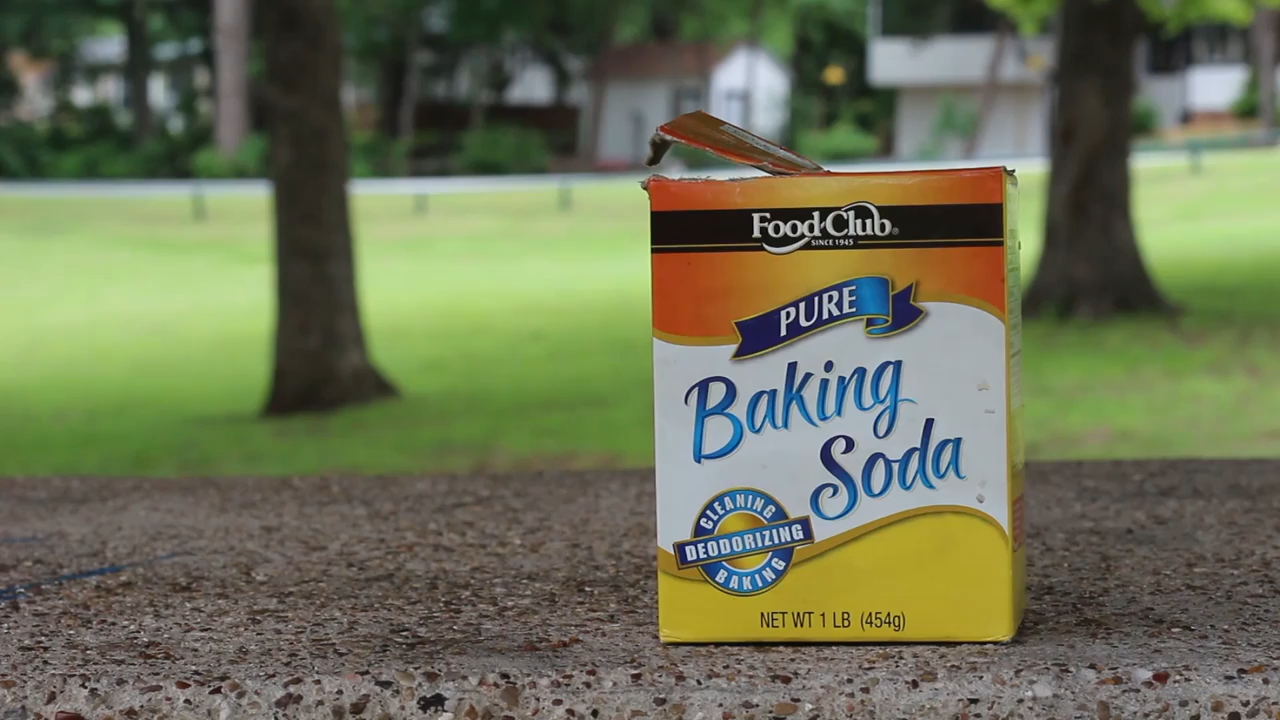 Food Club®
SINCE 1945
PURE
Baking
Soda
CLEANING
DEODORIZING
BAKING
NET WT 1 LB (454g)